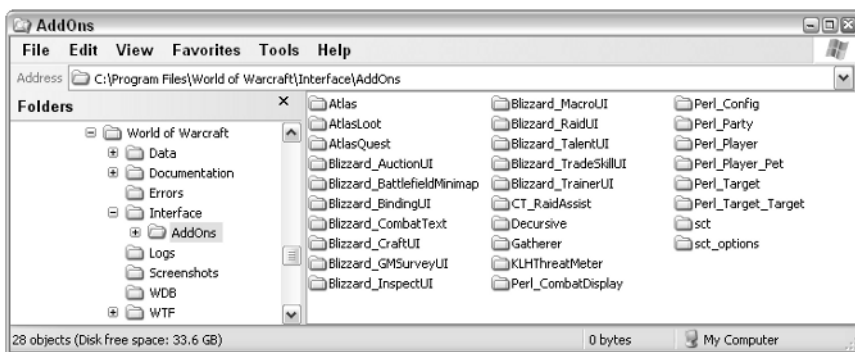 AddOns
File Edit View Favorites Tools Help
Address C:\Program Files\World of Warcraft\Interface\AddOns
Folders
World of Warcraft
Data
Documentation
Errors
Interface
AddOns
Logs
Screenshots
WDB
WTF
Atlas
AtlasLoot
AtlasQuest
Blizzard_AuctionUI
Blizzard_BattlefieldMinimap
Blizzard_BindingUI
Blizzard_CombatText
Blizzard_CraftUI
Blizzard_GMSurveyUI
Blizzard_InspectUI
Blizzard_MacroUI
Blizzard_RaidUI
Blizzard_TalentUI
Blizzard_TradeSkillUI
Blizzard_TrainerUI
CT_RaidAssist
Decursive
Gatherer
KLHThreatMeter
Perl_CombatDisplay
Perl_Config
Perl_Party
Perl_Player
Perl_Player_Pet
Perl_Target
Perl_Target_Target
sct
sct_options
28 objects (Disk free space: 33.6 GB) 0 bytes My Computer